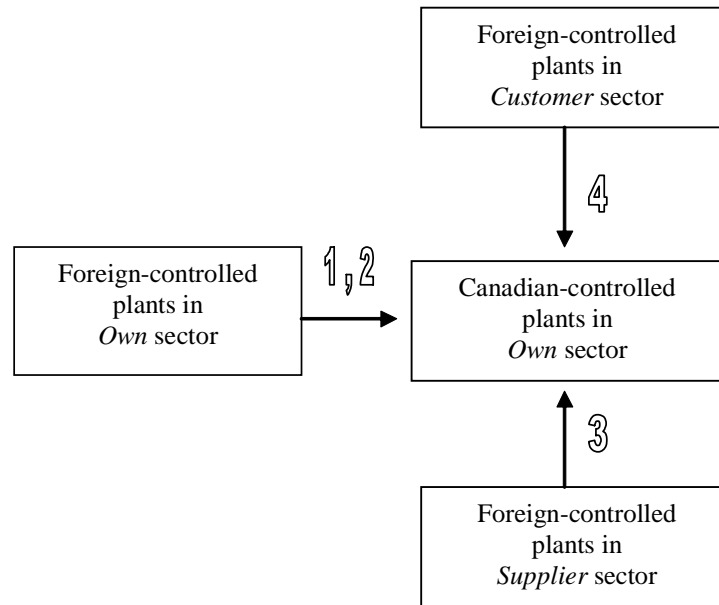 Foreign-controlled
plants in
Customer sector
4
Foreign-controlled
plants in
Own sector
1, 2
Canadian-controlled
plants in
Own sector
3
Foreign-controlled
plants in
Supplier sector